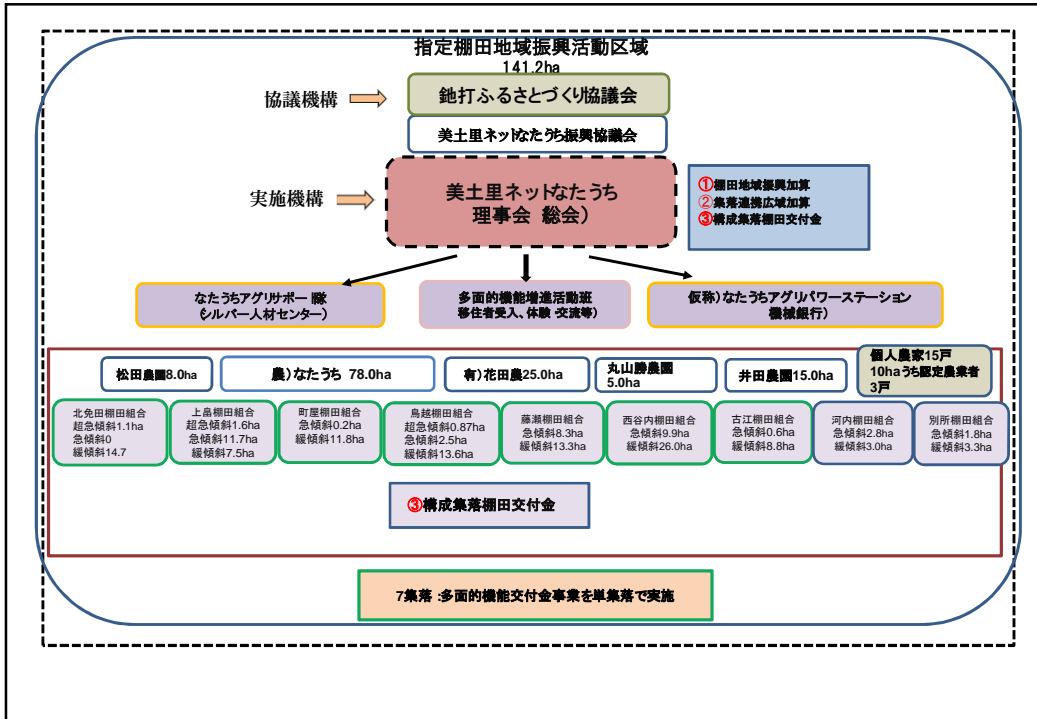 指定棚田地域振興活動区域
141.2ha
協議機構
鉇打ふるさとづくり協議会
美土里ネットなたうち振興協議会
実施機構
美土里ネットなたうち
理事会 総会)
①棚田地域振興加算
②集落連携広域加算
③構成集落棚田交付金
なたうちアグリサポート隊
(シルバー人材センター)
多面的機能増進活動班
移住者受入、体験・交流等)
仮称)なたうちアグリパワーステーション
機械銀行)
松田農園8.0ha
農)なたうち 78.0ha
有)花田農25.0ha
丸山勝農園
5.0ha
井田農園15.0ha
個人農家15戸
10haうち認定農業者
3戸
北免田棚田組合
超急傾斜1.1ha
急傾斜0
緩傾斜14.7
上畠棚田組合
超急傾斜1.6ha
急傾斜11.7ha
緩傾斜7.5ha
町屋棚田組合
急傾斜0.2ha
緩傾斜11.8ha
鳥越棚田組合
超急傾斜0.87ha
急傾斜2.5ha
緩傾斜13.6ha
藤瀬棚田組合
急傾斜8.3ha
緩傾斜13.3ha
西谷内棚田組合
急傾斜9.9ha
緩傾斜26.0ha
古江棚田組合
急傾斜0.6ha
緩傾斜8.8ha
河内棚田組合
急傾斜2.8ha
緩傾斜3.0ha
別所棚田組合
急傾斜1.8ha
緩傾斜3.3ha
③構成集落棚田交付金
7集落:多面的機能交付金事業を単集落で実施